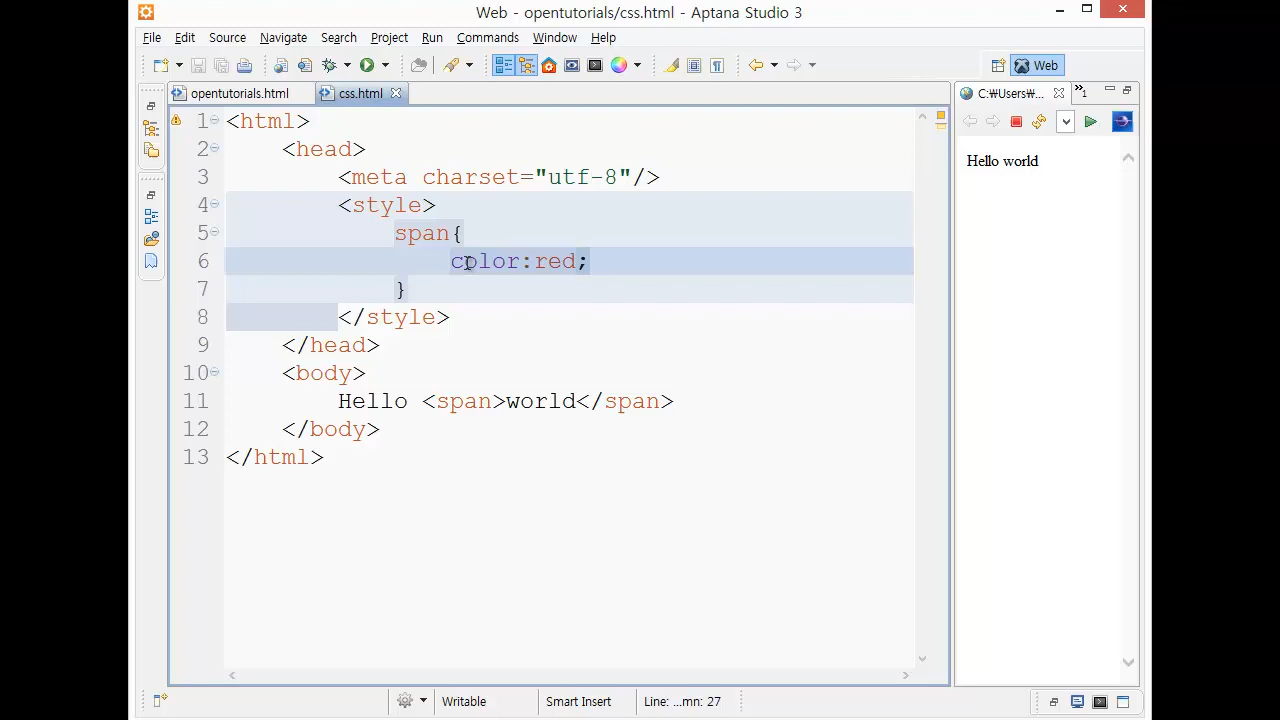 Web - opentutorials/css.html - Aptana Studio 3
File Edit Source Navigate Search Project Run Commands Window Help
Web
opentutorials.html css.html
C:₩Users₩... 1
1 <html>
2 <head>
3 <meta charset="utf-8"/>
4 <style>
5 span{
6 color:red;
7 }
8 </style>
9 </head>
10 <body>
11 Hello <span>world</span>
12 </body>
13 </html>
Hello world
Writable Smart Insert Line: ...mn: 27